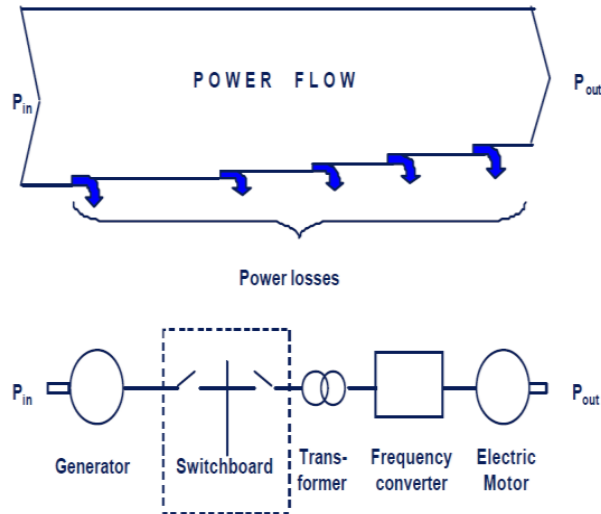 POWER FLOW
Pin
Pout
Power losses
Pin
Pout
Generator
Switchboard
Trans-
former
Frequency
converter
Electric
Motor